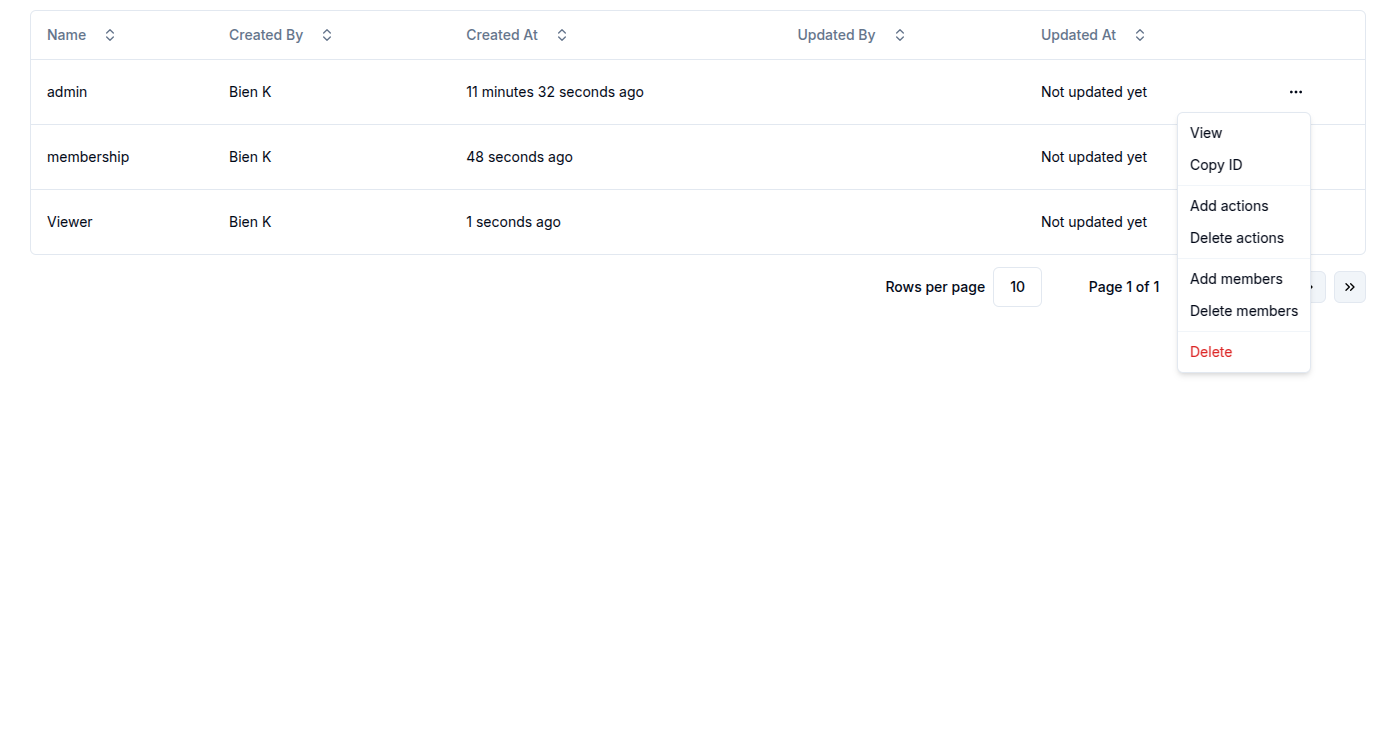 Name Created By Created At Updated By Updated At
admin Bien K 11 minutes 32 seconds ago Not updated yet
View
Copy ID
membership Bien K 48 seconds ago Not updated yet
Add actions
Viewer Bien K 1 seconds ago Not updated yet
Delete actions
Add members
Rows per page 10 Page 1 of 1
Delete members
Delete